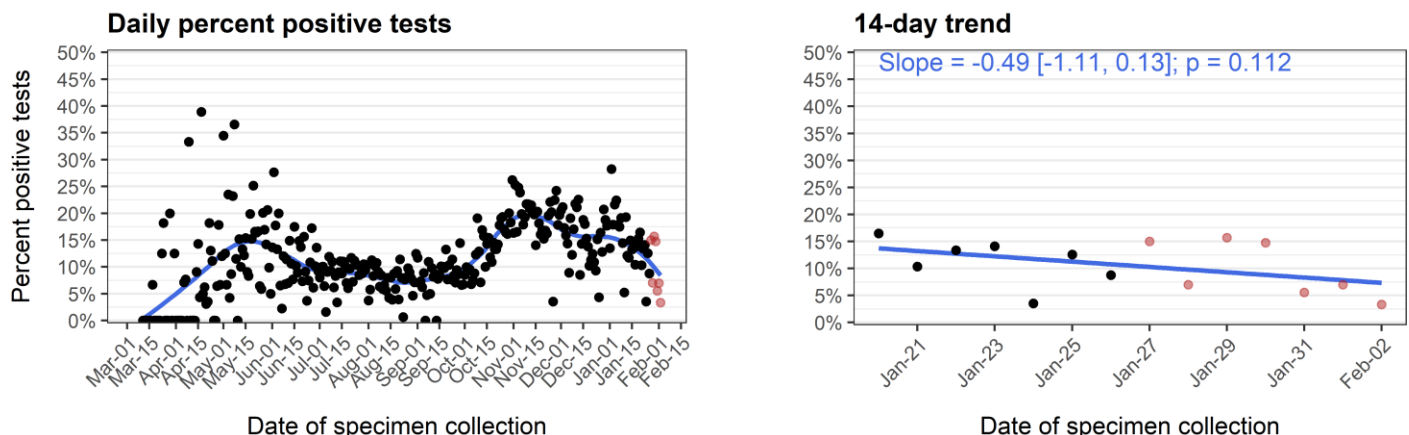 Daily percent positive tests
Percent positive tests
50%
45%
40%
35%
30%
25%
20%
15%
10%
5%
0%
Mar-01
Mar-15
Apr-01
Apr-15
May-01
May-15
Jun-01
Jun-15
Jul-01
Jul-15
Aug-01
Aug-15
Sep-01
Sep-15
Oct-01
Oct-15
Nov-01
Nov-15
Dec-01
Dec-15
Jan-01
Jan-15
Feb-01
Feb-15
Date of specimen collection
14-day trend
Slope = -0.49 [-1.11, 0.13]; p = 0.112
50%
45%
40%
35%
30%
25%
20%
15%
10%
5%
0%
Jan-21
Jan-23
Jan-25
Jan-27
Jan-29
Jan-31
Feb-02
Date of specimen collection